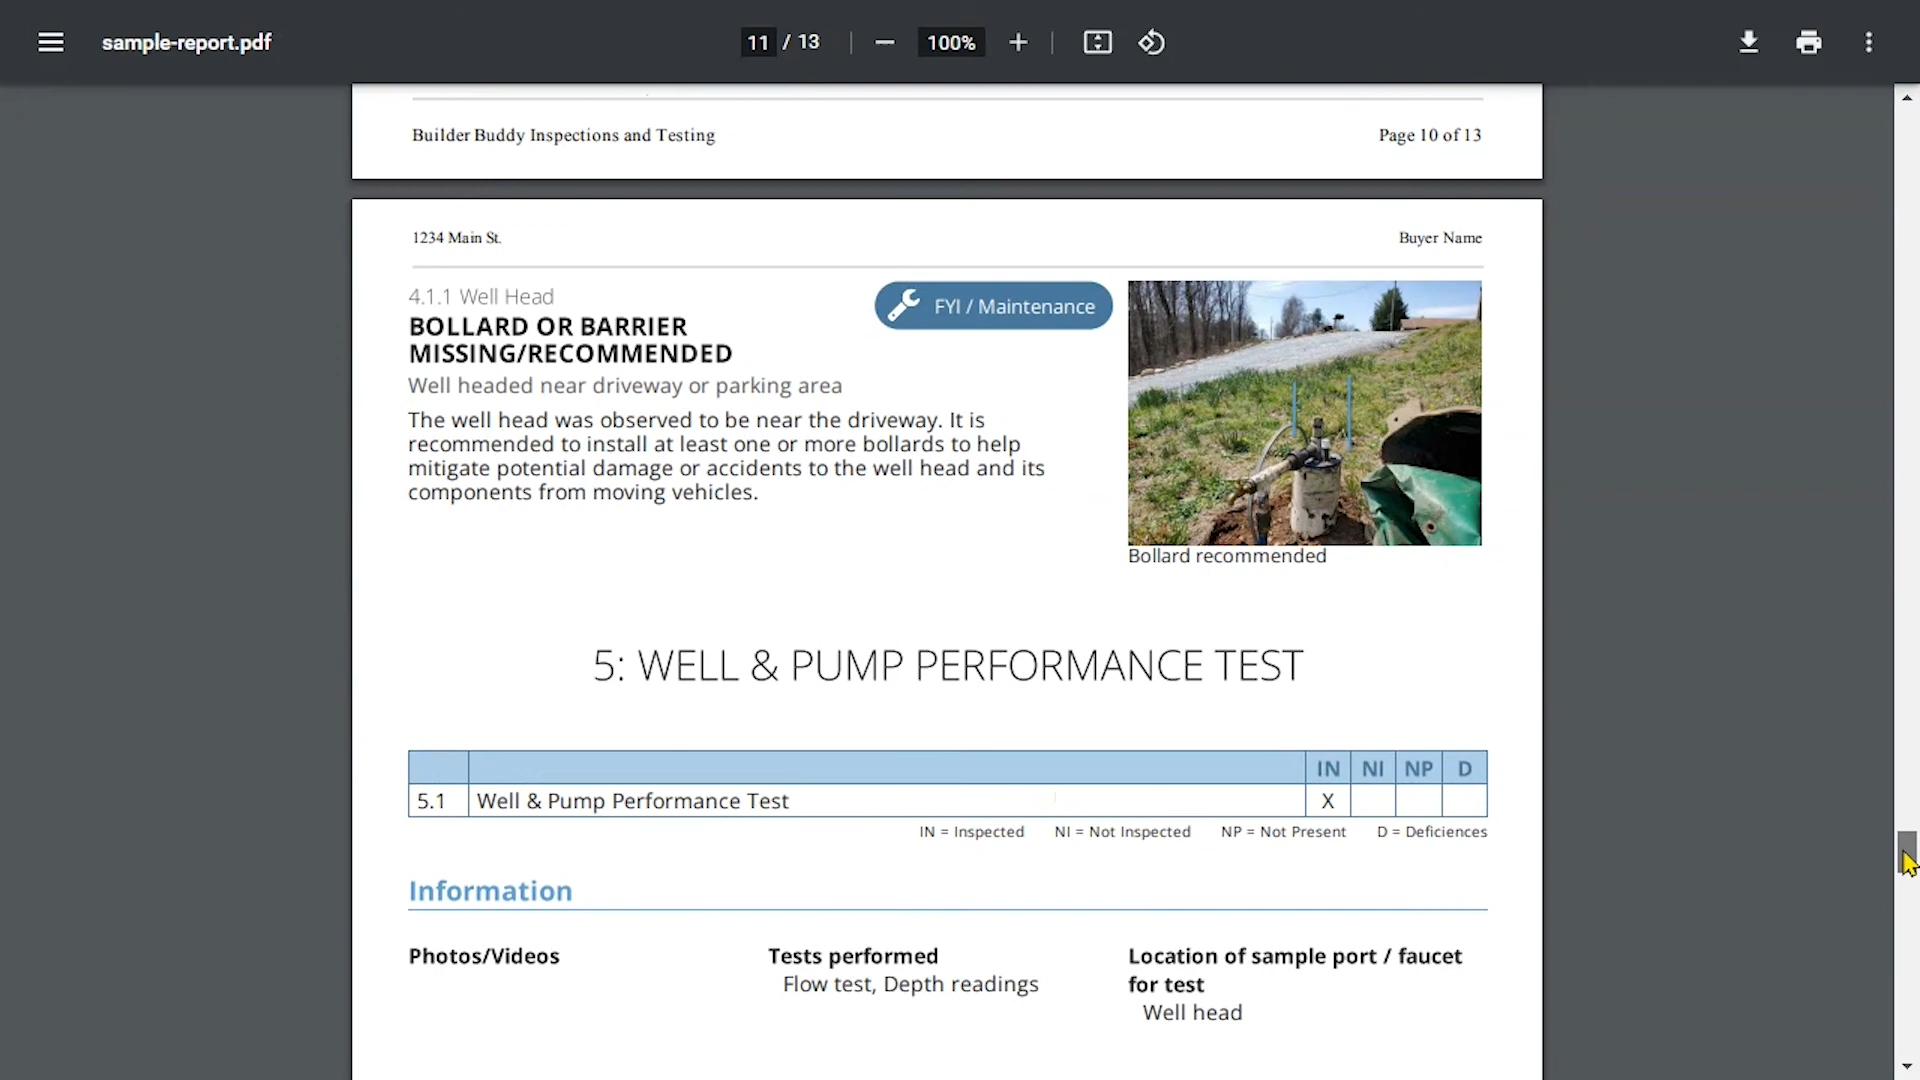 sample-report.pdf
11 / 13
100%
Builder Buddy Inspections and Testing
Page 10 of 13
1234 Main St.
Buyer Name
4.1.1 Well Head
FYI / Maintenance
BOLLARD OR BARRIER
MISSING/RECOMMENDED
Well headed near driveway or parking area
The well head was observed to be near the driveway. It is
recommended to install at least one or more bollards to help
mitigate potential damage or accidents to the well head and its
components from moving vehicles.
Bollard recommended
5: WELL & PUMP PERFORMANCE TEST
IN NI NP D
5.1 Well & Pump Performance Test X
IN = Inspected NI = Not Inspected NP = Not Present D = Deficiences
Information
Photos/Videos
Tests performed
Flow test, Depth readings
Location of sample port / faucet
for test
Well head